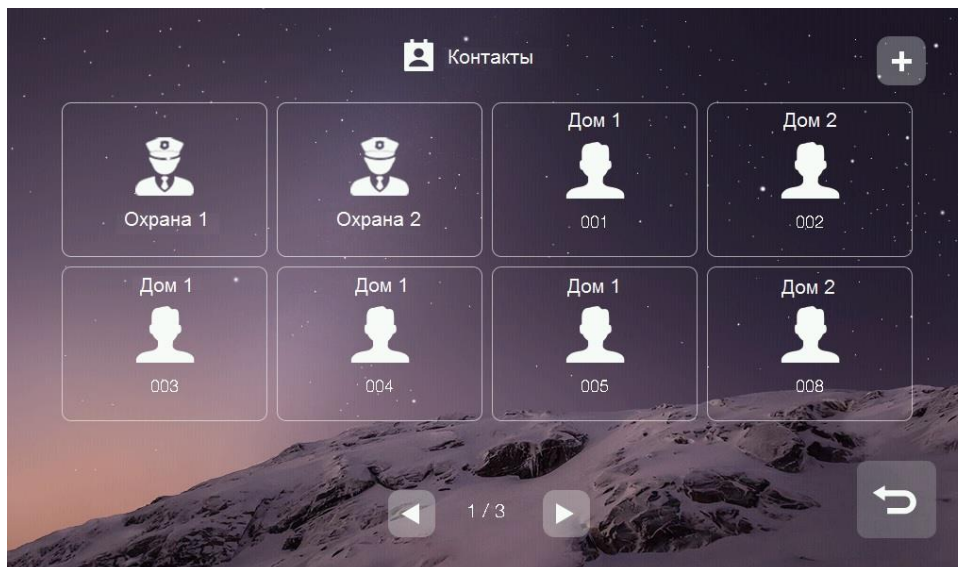 Контакты
Охрана 1
Охрана 2
Дом 1
001
Дом 2
002
Дом 1
003
Дом 1
004
Дом 1
005
Дом 2
008
1 / 3